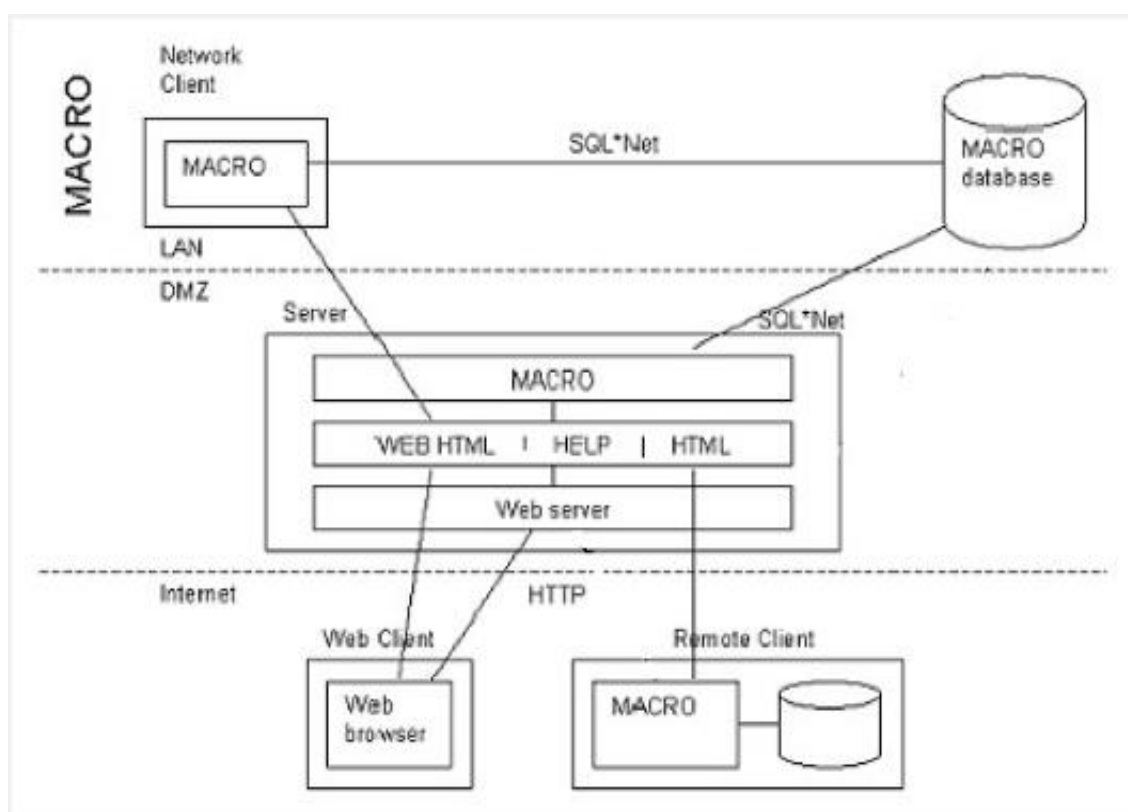 MACRO
Network
Client
MACRO
SQL*Net
MACRO
database
LAN
DMZ
Server
SQL*Net
MACRO
WEB HTML | HELP | HTML
Web server
Internet
HTTP
Web Client
Remote Client
Web
browser
MACRO